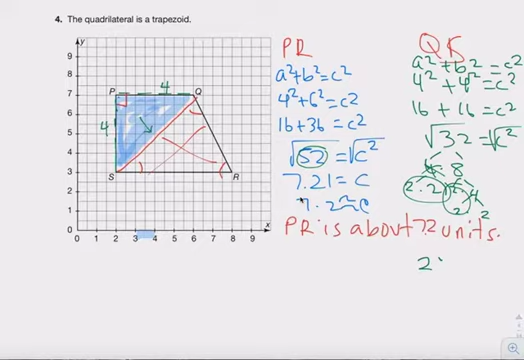 4. The quadrilateral is a trapezoid.
y
9
8
7
6
5
4
3
2
1
0
0 1 2 3 4 5 6 7 8 9
x
P
Q
S
R
4
4
PR
a²+b²=c²
4²+6²=c²
16+36=c²
√52=√c²
7.21=c
7.2≈c
PR is about 7.2 units.
a²+b²=c²
4²+4²=c²
16+16=c²
√32=√c²
8
2·2
2
2
2